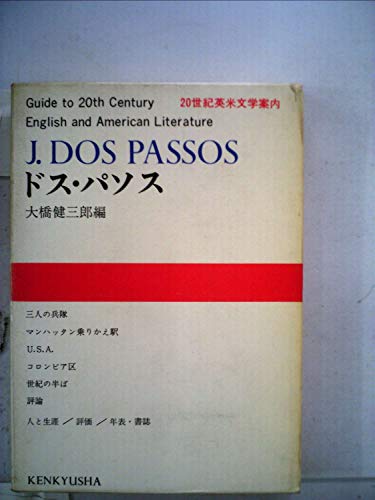 Guide to 20th Century 20世紀英米文学案内
English and American Literature
J. DOS PASSOS
ドス・パソス
大橋健三郎編
三人の兵隊
マンハッタン乗りかえ駅
U.S.A.
コロンビア区
世紀の半ば
評論
人と生涯／評価／年表・書誌
KENKYUSHA